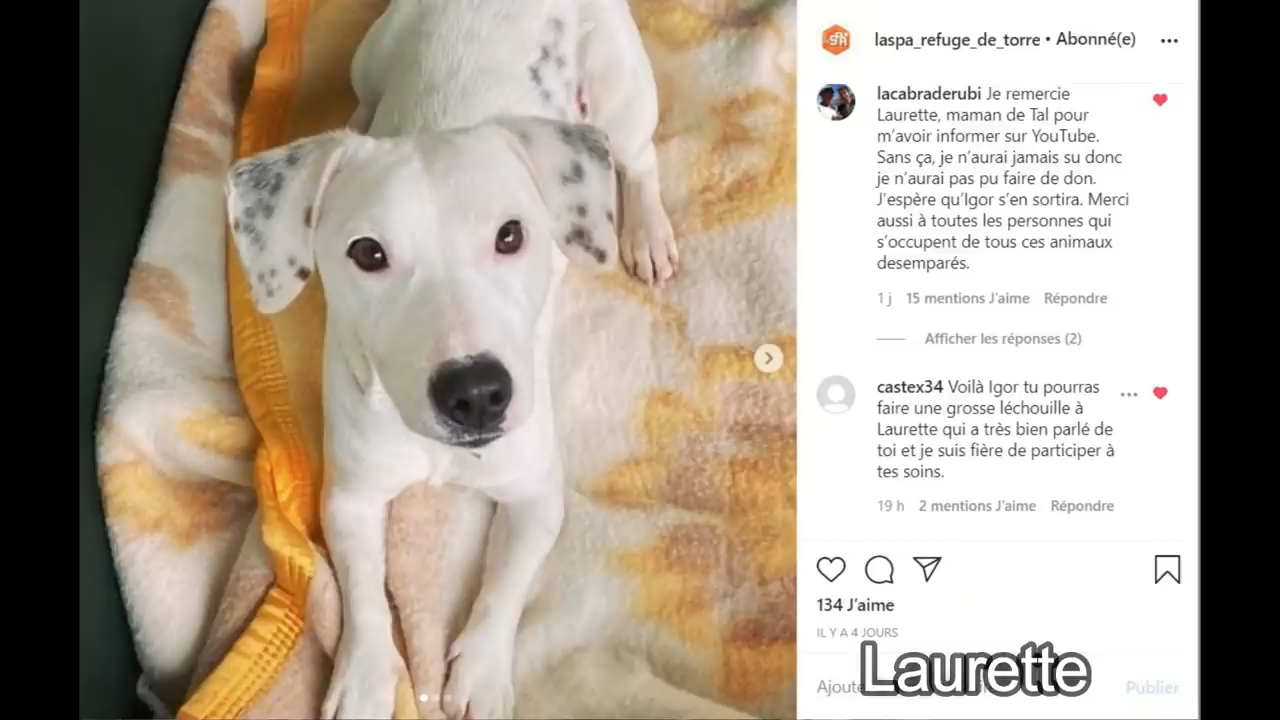 laspa_refuge_de_torre • Abonné(e)
lacabraderubi Je remercie
Laurette, maman de Tal pour
m'avoir informer sur YouTube.
Sans ça, je n'aurai jamais su donc
je n'aurai pas pu faire de don.
J'espère qu'Igor s'en sortira. Merci
aussi à toutes les personnes qui
s'occupent de tous ces animaux
desemparés.
1 j 15 mentions J'aime Répondre
Afficher les réponses (2)
castex34 Voilà Igor tu pourras
faire une grosse léchouille à
Laurette qui a très bien parlé de
toi et je suis fière de participer à
tes soins.
19 h 2 mentions J'aime Répondre
134 J'aime
IL Y A 4 JOURS
Laurette
Publier